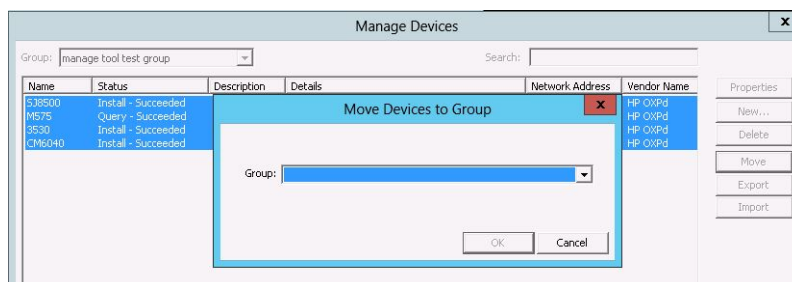 Manage Devices
x
Group: manage tool test group
Search:
Name Status Description Details Network Address Vendor Name
SJ8500 Install - Succeeded HP OXPd
M575 Query - Succeeded HP OXPd
3530 Install - Succeeded HP OXPd
CM6040 Install - Succeeded HP OXPd
Properties
New...
Delete
Move
Export
Import
Move Devices to Group
x
Group:
OK Cancel